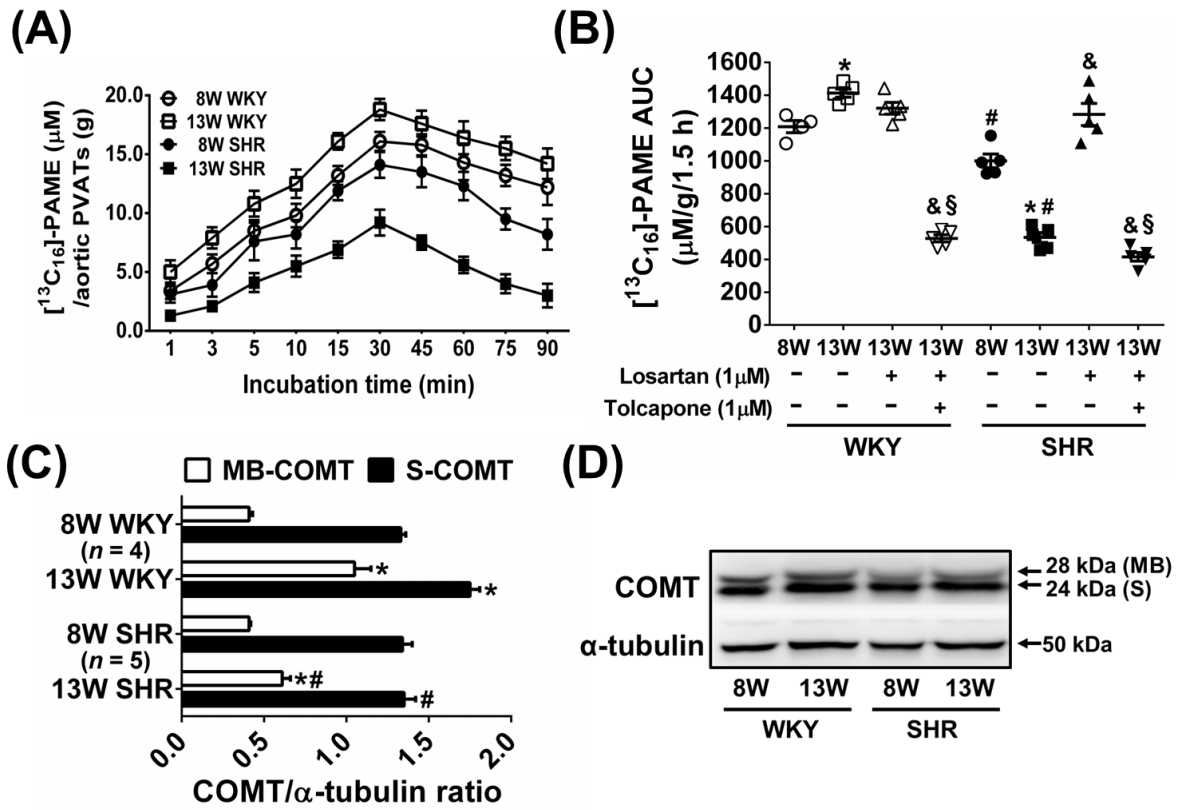 (A)
[¹³C₁₆]-PAME (μM)
/aortic PVATs (g)
20.0
15.0
10.0
5.0
0.0
8W WKY
13W WKY
8W SHR
13W SHR
1 3 5 10 15 30 45 60 75 90
Incubation time (min)
(B)
[¹³C₁₆]-PAME AUC
(μM/g/1.5 h)
1600
1400
1200
1000
800
600
400
200
0
*
& §
#
* #
&
& §
8W 13W 13W 13W 8W 13W 13W 13W
Losartan (1μM) - - + + - - + +
Tolcapone (1μM) - - - + - - - +
WKY SHR
(C)
MB-COMT S-COMT
8W WKY
(n = 4)
13W WKY
8W SHR
(n = 5)
13W SHR
*
*
*#
#
0.0 0.5 1.0 1.5 2.0
COMT/α-tubulin ratio
(D)
COMT
28 kDa (MB)
24 kDa (S)
α-tubulin
50 kDa
8W 13W 8W 13W
WKY SHR